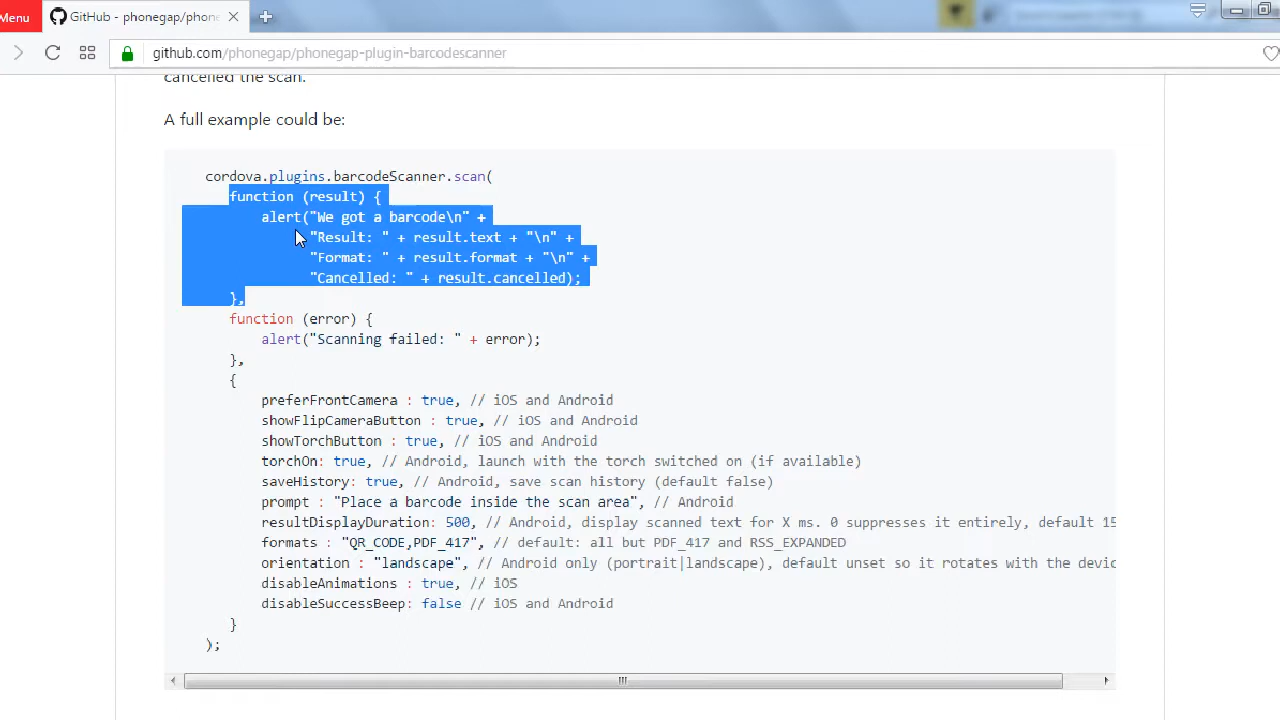 Menu
GitHub - phonegap/phone
github.com/phonegap/phonegap-plugin-barcodescanner
cancelled the scan.
A full example could be:
cordova.plugins.barcodeScanner.scan(
function (result) {
alert("We got a barcode\n" +
"Result: " + result.text + "\n" +
"Format: " + result.format + "\n" +
"Cancelled: " + result.cancelled);
},
function (error) {
alert("Scanning failed: " + error);
},
{
preferFrontCamera : true, // iOS and Android
showFlipCameraButton : true, // iOS and Android
showTorchButton : true, // iOS and Android
torchOn: true, // Android, launch with the torch switched on (if available)
saveHistory: true, // Android, save scan history (default false)
prompt : "Place a barcode inside the scan area", // Android
resultDisplayDuration: 500, // Android, display scanned text for X ms. 0 suppresses it entirely, default 15
formats : "QR_CODE,PDF_417", // default: all but PDF_417 and RSS_EXPANDED
orientation : "landscape", // Android only (portrait|landscape), default unset so it rotates with the devic
disableAnimations : true, // iOS
disableSuccessBeep: false // iOS and Android
}
);